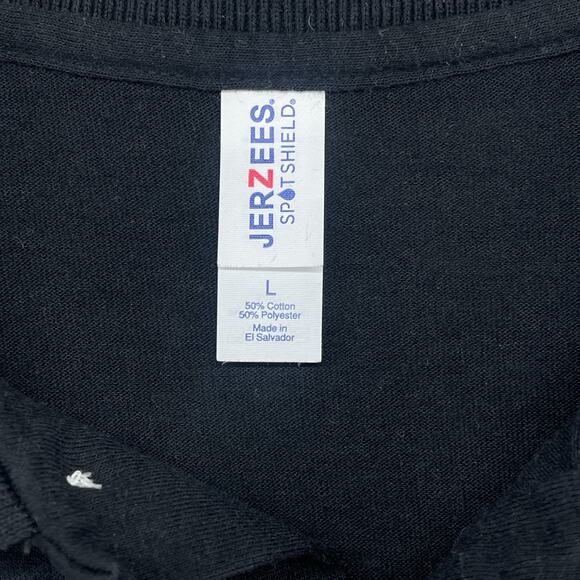 JERZEES®
SPOTSHIELD®
L
50% Cotton
50% Polyester
Made in
El Salvador